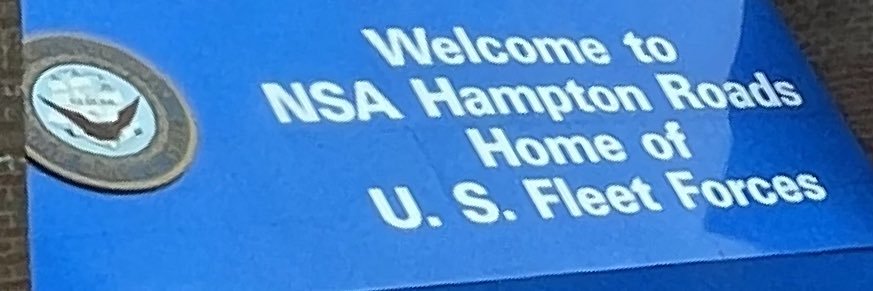 Welcome to
NSA Hampton Roads
Home of
U. S. Fleet Forces